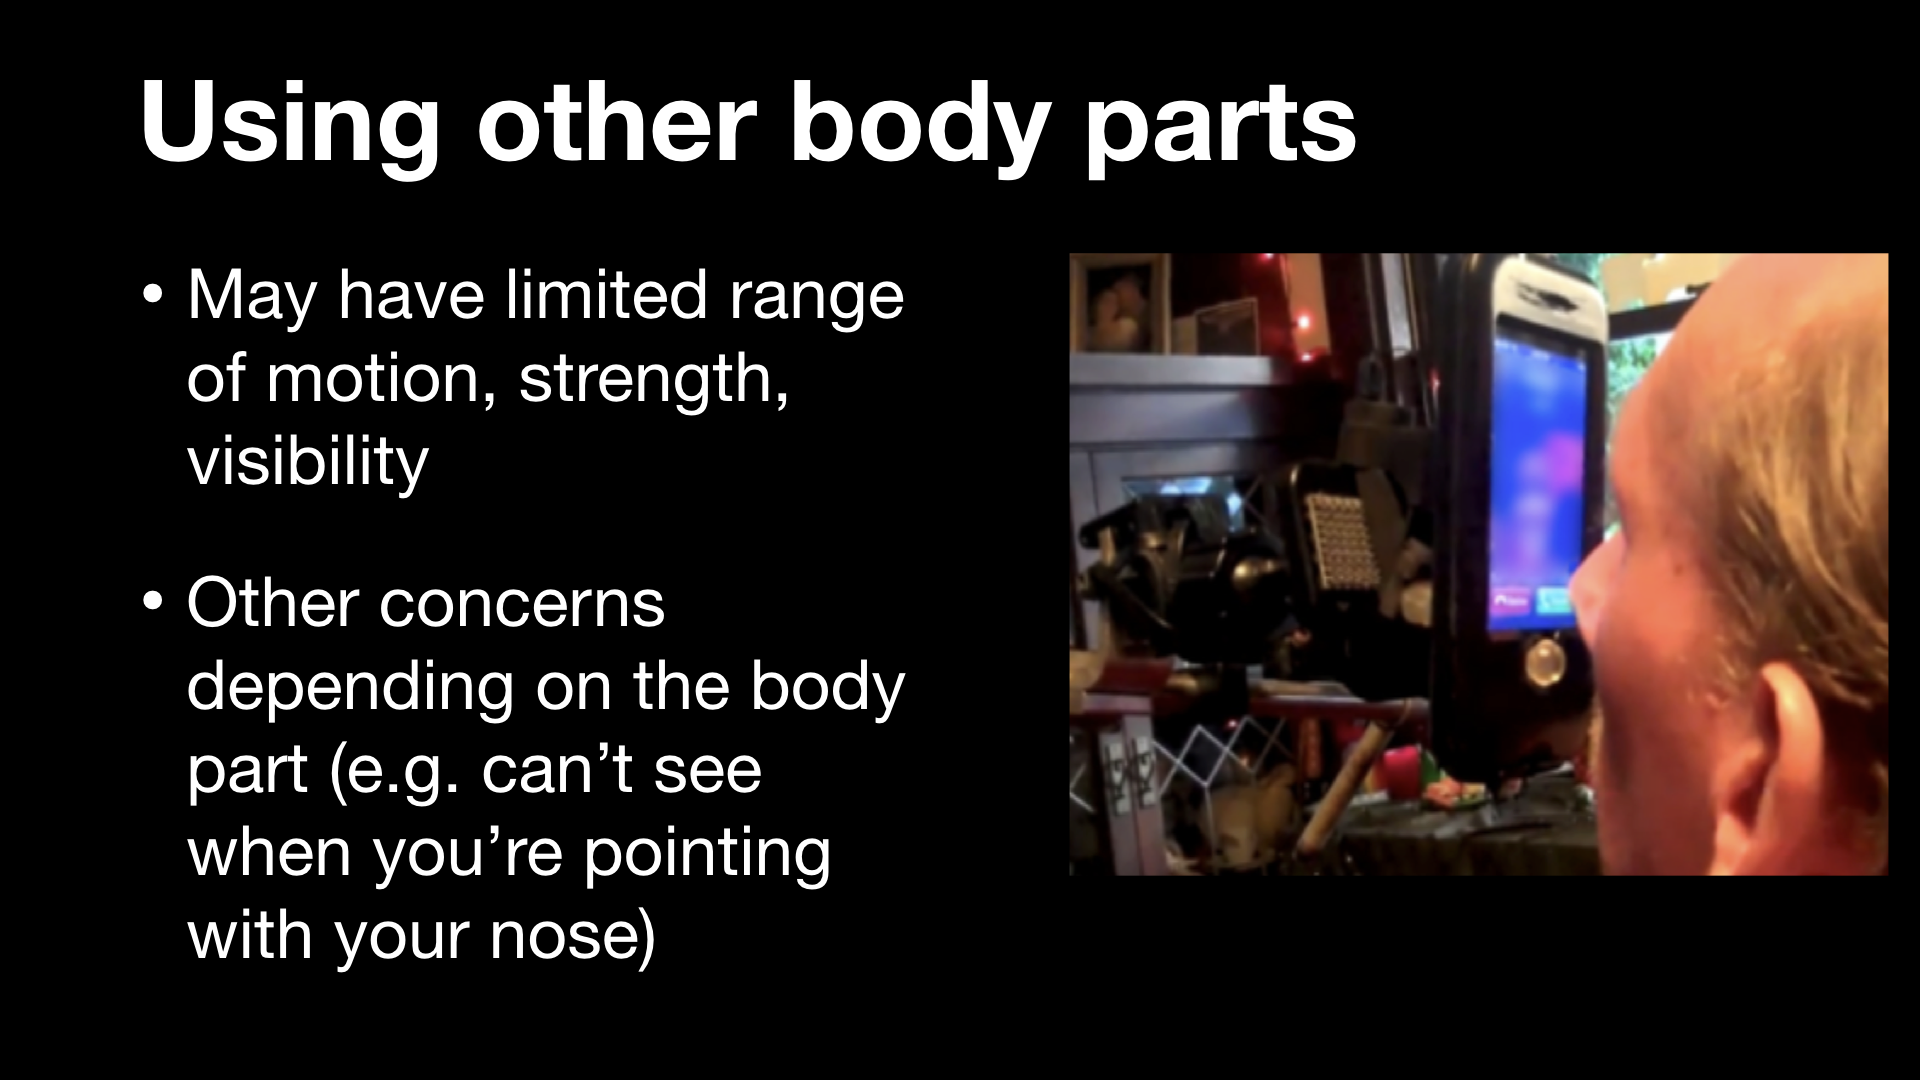 Using other body parts
• May have limited range
of motion, strength,
visibility
• Other concerns
depending on the body
part (e.g. can’t see
when you’re pointing
with your nose)